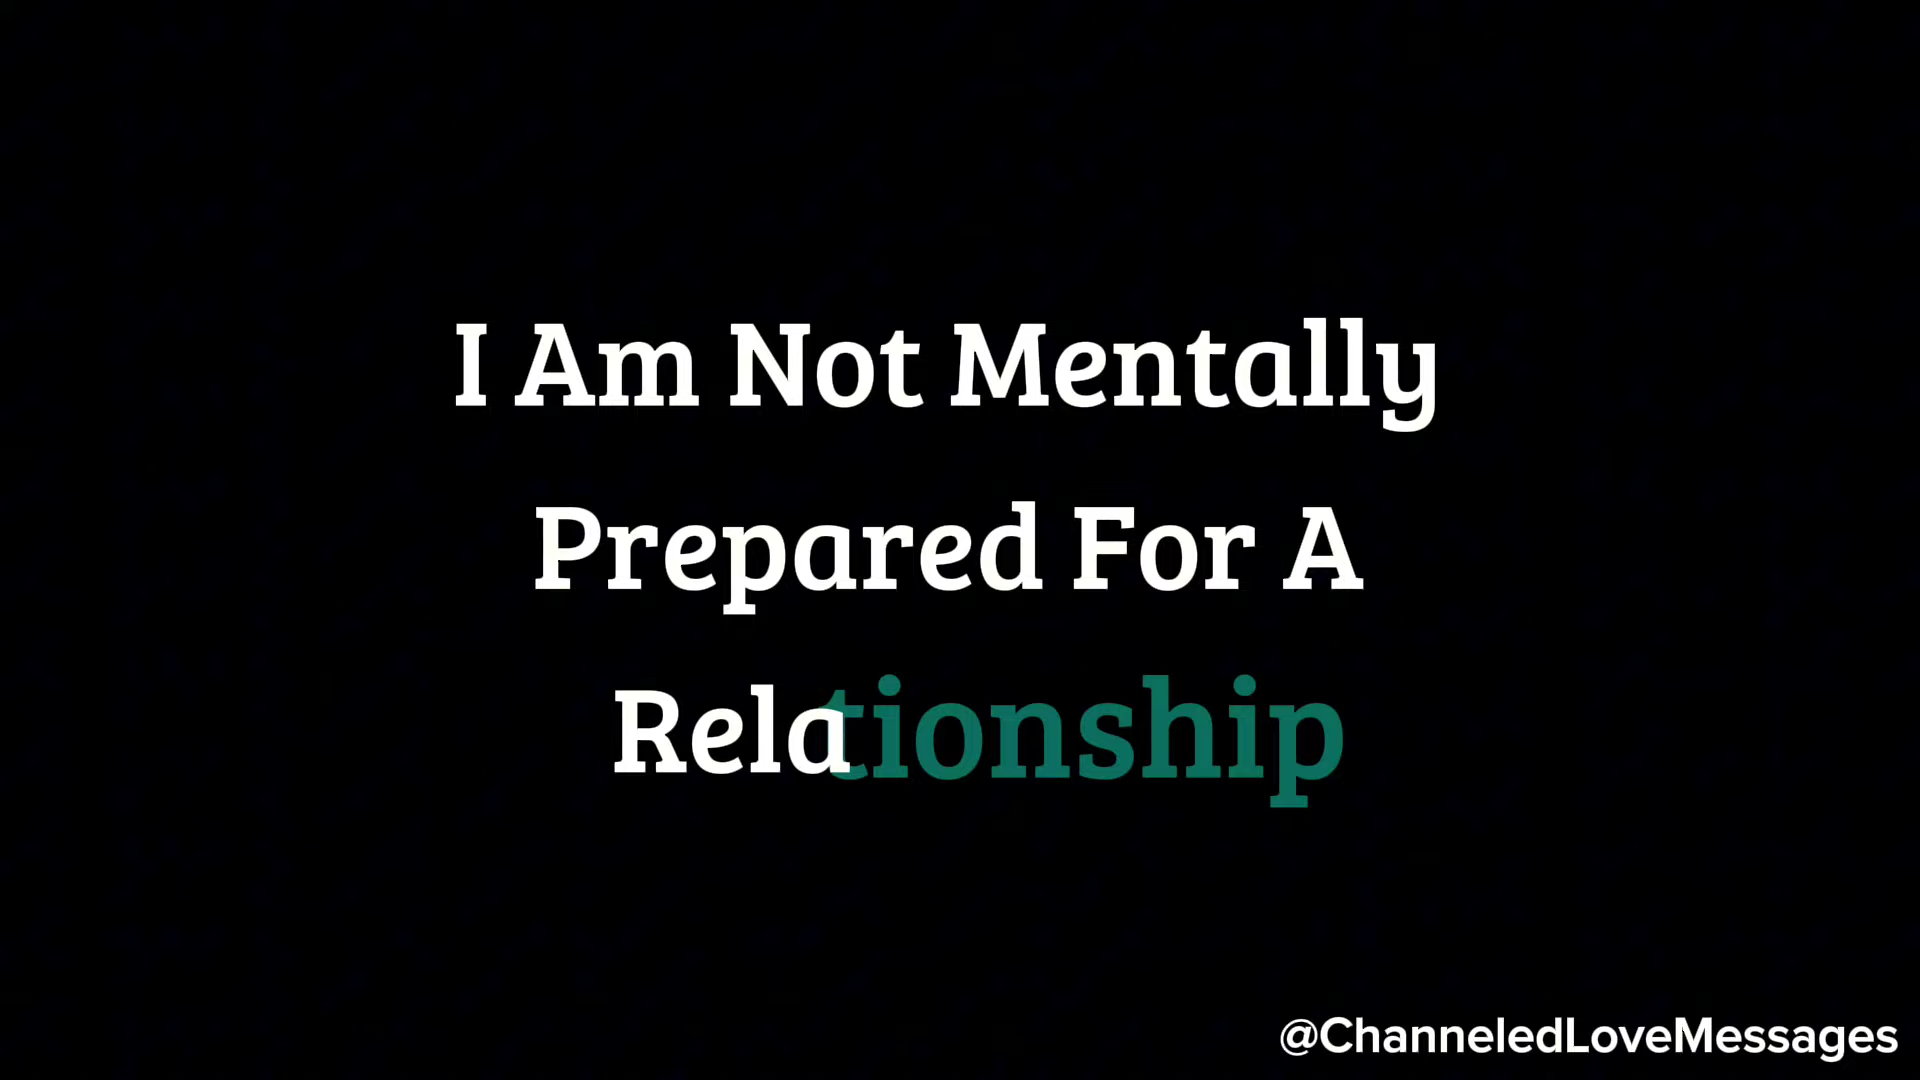 I Am Not Mentally
Prepared For A
Relationship
@ChanneledLoveMessages